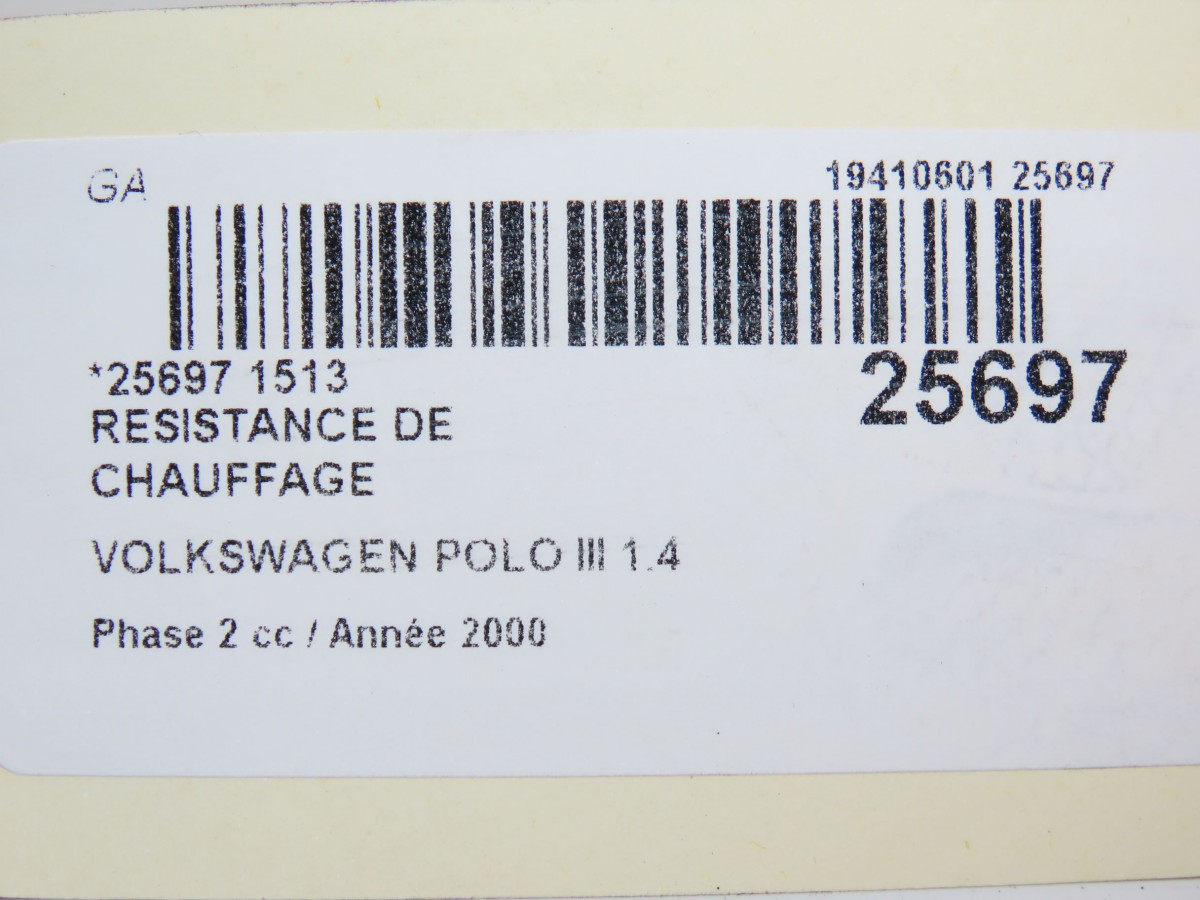 GA
19410601 25697
*25697 1513
25697
RESISTANCE DE
CHAUFFAGE
VOLKSWAGEN POLO III 1.4
Phase 2 cc / Année 2000